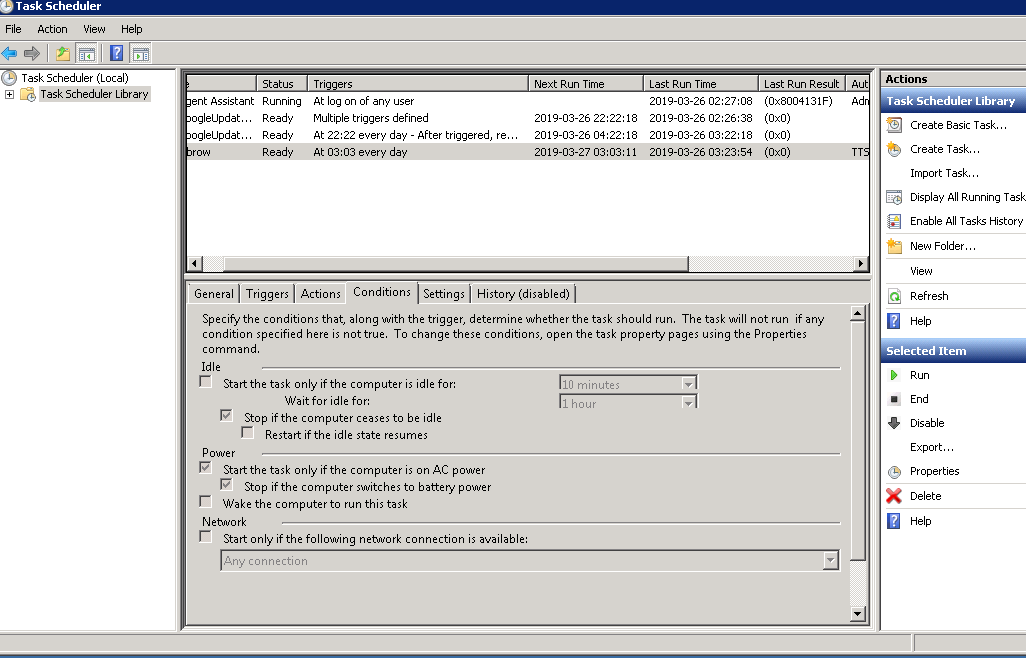 Task Scheduler
File Action View Help
Task Scheduler (Local)
Task Scheduler Library
Status Triggers Next Run Time Last Run Time Last Run Result Aut
gent Assistant Running At log on of any user 2019-03-26 02:27:08 (0x8004131F) Adn
oogleUpdat... Ready Multiple triggers defined 2019-03-26 22:22:18 2019-03-26 02:26:38 (0x0)
oogleUpdat... Ready At 22:22 every day - After triggered, re... 2019-03-26 04:22:18 2019-03-26 03:22:18 (0x0)
brow Ready At 03:03 every day 2019-03-27 03:03:11 2019-03-26 03:23:54 (0x0) TTS
General Triggers Actions Conditions Settings History (disabled)
Specify the conditions that, along with the trigger, determine whether the task should run. The task will not run if any
condition specified here is not true. To change these conditions, open the task property pages using the Properties
command.
Idle
Start the task only if the computer is idle for: 10 minutes
Wait for idle for: 1 hour
Stop if the computer ceases to be idle
Restart if the idle state resumes
Power
Start the task only if the computer is on AC power
Stop if the computer switches to battery power
Wake the computer to run this task
Network
Start only if the following network connection is available:
Any connection
Actions
Task Scheduler Library
Create Basic Task...
Create Task...
Import Task...
Display All Running Task
Enable All Tasks History
New Folder...
View
Refresh
Help
Selected Item
Run
End
Disable
Export...
Properties
Delete
Help